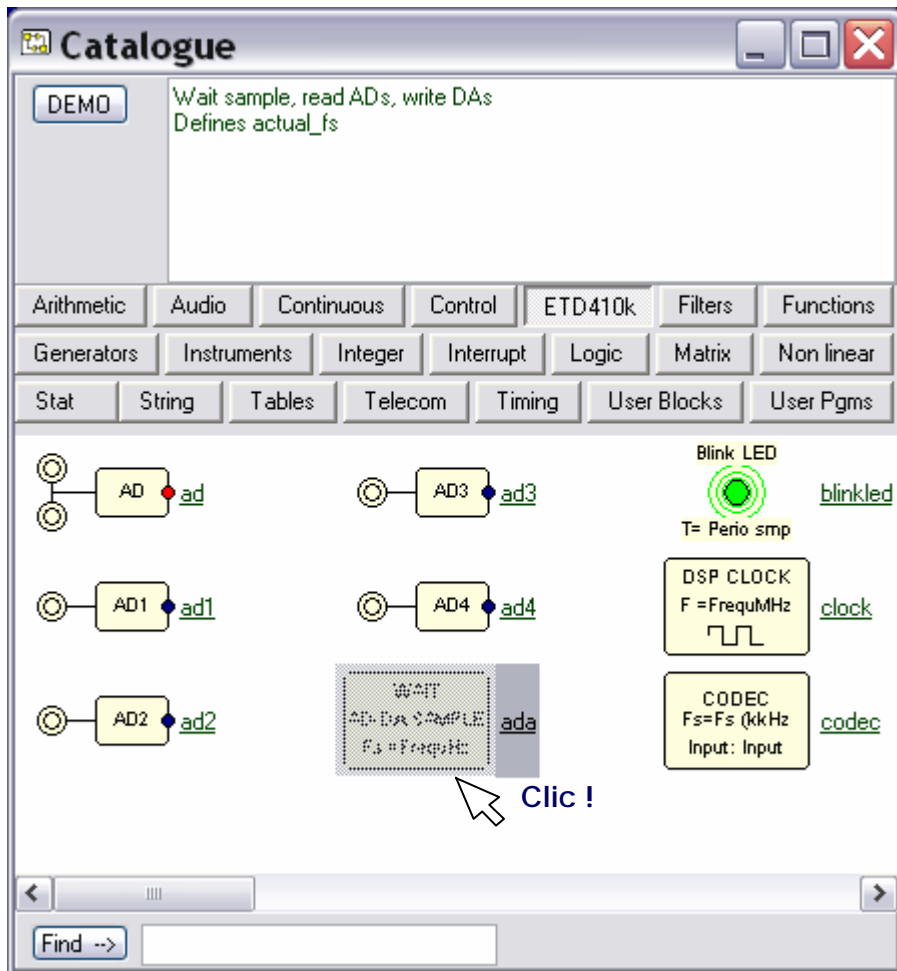 Catalogue
DEMO
Wait sample, read ADs, write DAs
Defines actual_fs
Arithmetic Audio Continuous Control ETD410k Filters Functions
Generators Instruments Integer Interrupt Logic Matrix Non linear
Stat String Tables Telecom Timing User Blocks User Pgms
AD ad
AD3 ad3
Blink LED
T= Perio smp
blinkled
AD1 ad1
AD4 ad4
DSP CLOCK
F =FrequMHz
clock
AD2 ad2
WAIT
AD-DA SAMPLE
Fs =FrequHz
ada
CODEC
Fs=Fs (kkHz
Input: Input
codec
Clic !
Find -->